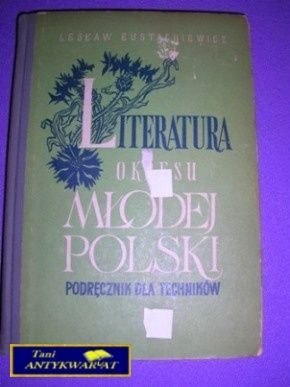 LESŁAW EUSTACHIEWICZ
LITERATURA
OKRESU
MŁODEJ
POLSKI
PODRĘCZNIK DLA TECHNIKÓW
Tani
ANTYKWARIAT